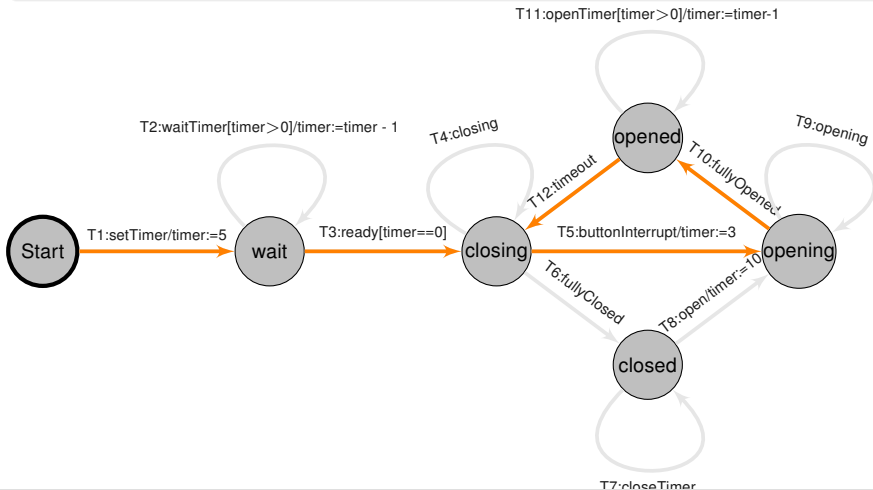 T11:openTimer[timer>0]/timer:=timer-1
T2:waitTimer[timer>0]/timer:=timer - 1
T4:closing
opened
T9:opening
T10:fullyOpened
T12:timeout
Start
T1:setTimer/timer:=5
wait
T3:ready[timer==0]
closing
T5:buttonInterrupt/timer:=3
opening
T6:fullyClosed
T8:open/timer:=10
closed
T7:closeTimer